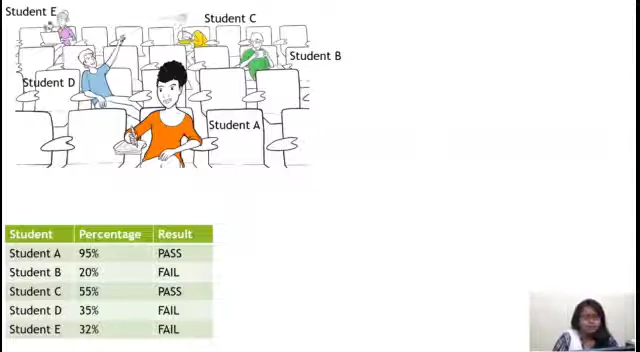 Student E
Student C
Student B
Student D
Student A
Student Percentage Result
Student A 95% PASS
Student B 20% FAIL
Student C 55% PASS
Student D 35% FAIL
Student E 32% FAIL